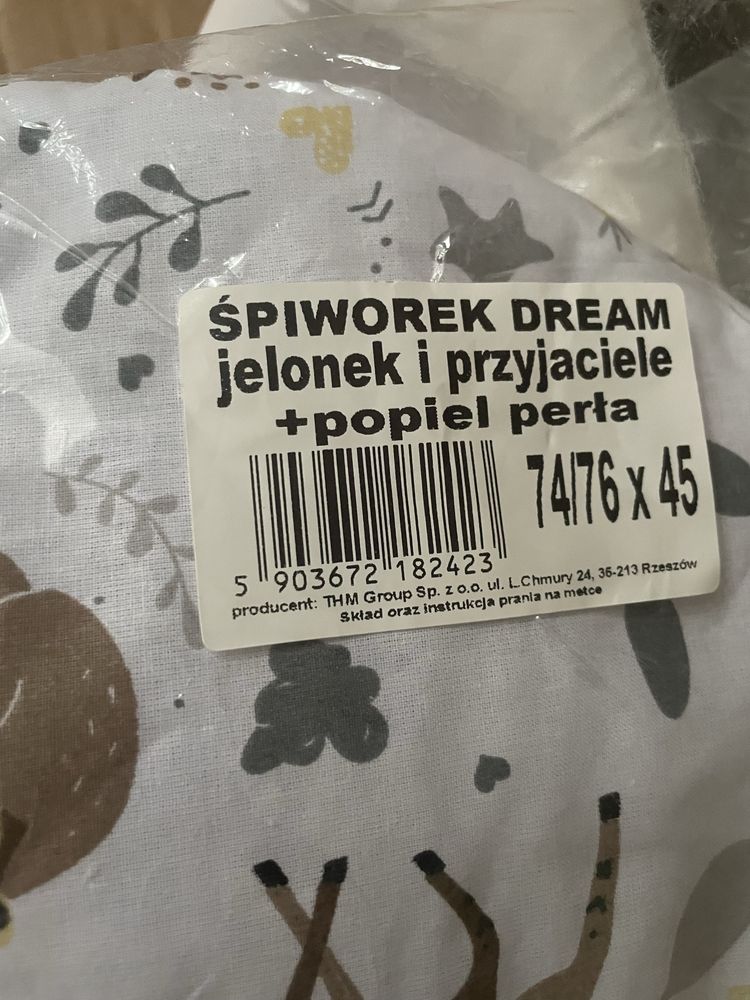 ŚPIWOREK DREAM
jelonek i przyjaciele
+popiel perła
74/76 x 45
5 903672 182423
producent: THM Group Sp. z o.o. ul. L.Chmury 24, 35-213 Rzeszów
Skład oraz instrukcja prania na metce